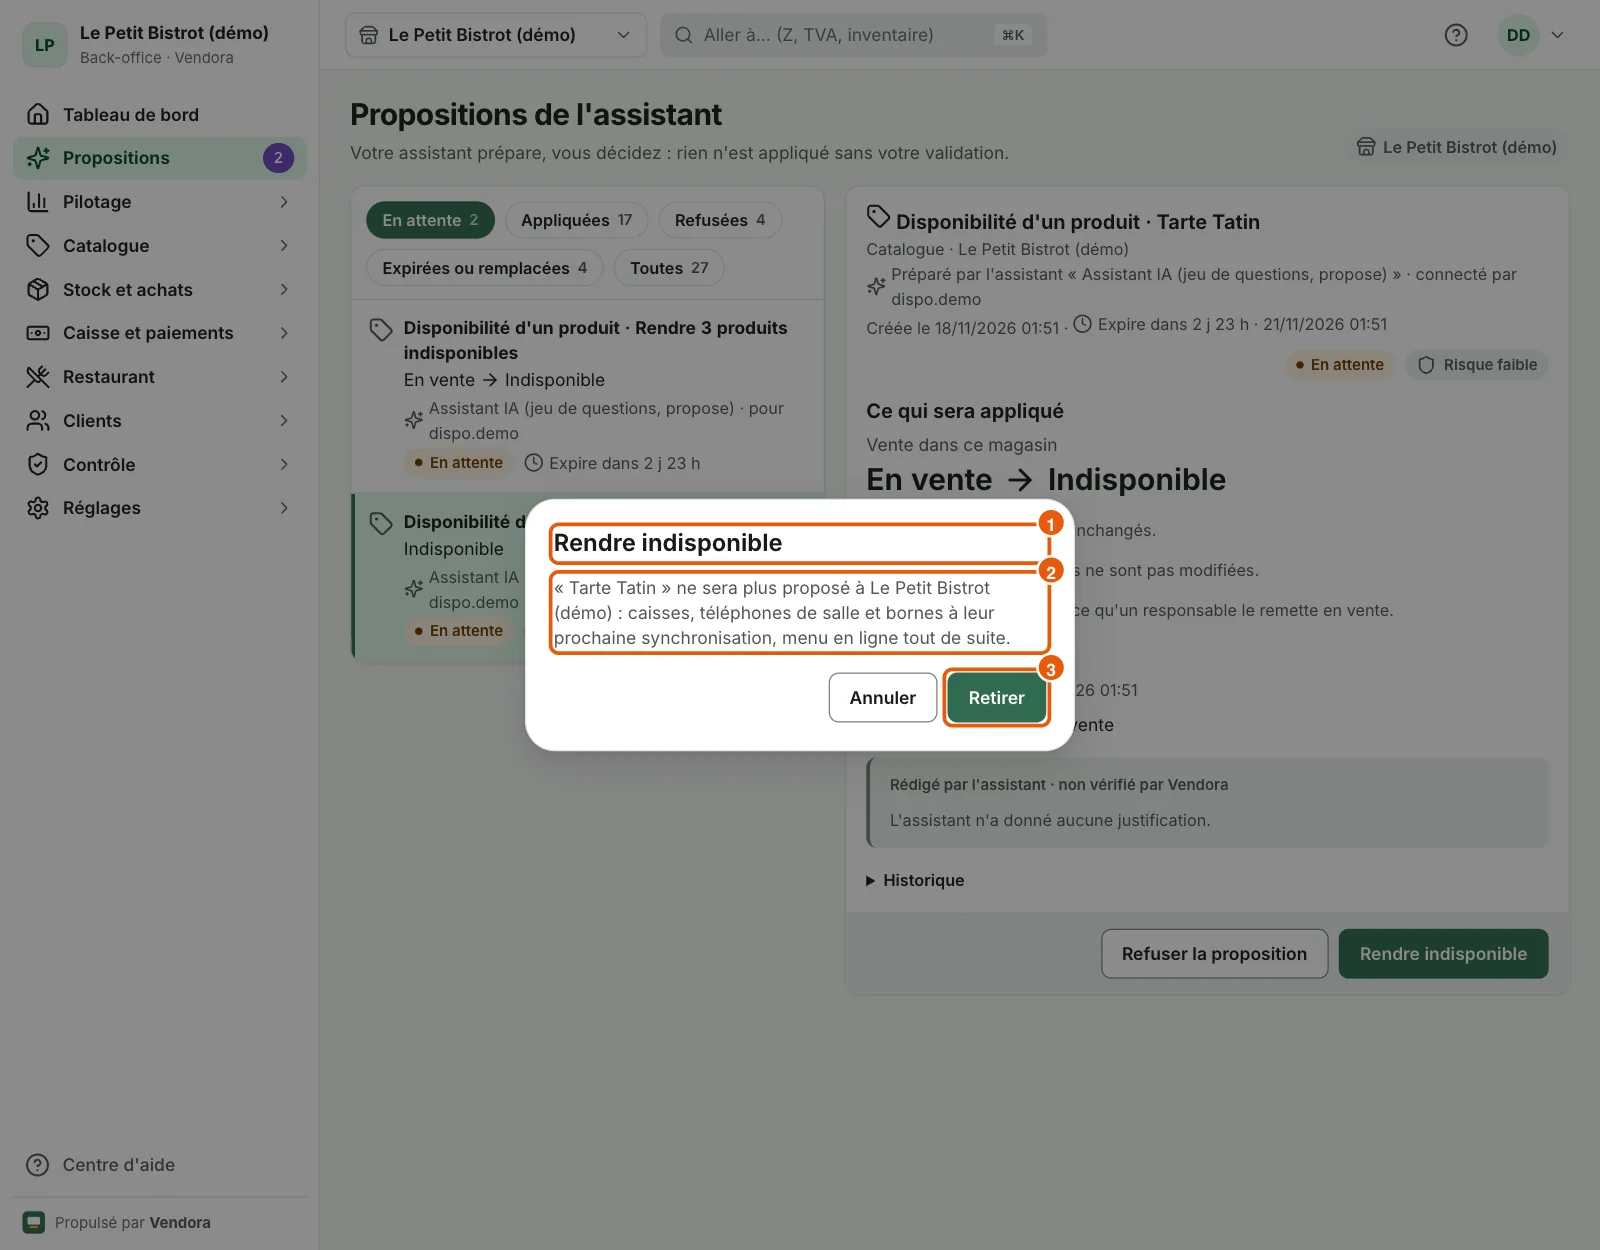 LP
Le Petit Bistrot (démo)
Back-office · Vendora
Tableau de bord
Propositions
2
Pilotage
Catalogue
Stock et achats
Caisse et paiements
Restaurant
Clients
Contrôle
Réglages
Centre d'aide
Propulsé par Vendora
Le Petit Bistrot (démo)
Aller à... (Z, TVA, inventaire)
⌘K
DD
Propositions de l'assistant
Votre assistant prépare, vous décidez : rien n'est appliqué sans votre validation.
Le Petit Bistrot (démo)
En attente 2
Appliquées 17
Refusées 4
Expirées ou remplacées 4
Toutes 27
Disponibilité d'un produit · Rendre 3 produits
indisponibles
En vente → Indisponible
Assistant IA (jeu de questions, propose) · pour
dispo.demo
En attente
Expire dans 2 j 23 h
Disponibilité d
Indisponible
Assistant IA
dispo.demo
En attente
Disponibilité d'un produit · Tarte Tatin
Catalogue · Le Petit Bistrot (démo)
Préparé par l'assistant « Assistant IA (jeu de questions, propose) » · connecté par
dispo.demo
Créée le 18/11/2026 01:51 · Expire dans 2 j 23 h · 21/11/2026 01:51
En attente
Risque faible
Ce qui sera appliqué
Vente dans ce magasin
En vente → Indisponible
nchangés.
s ne sont pas modifiées.
ce qu'un responsable le remette en vente.
26 01:51
vente
Rédigé par l'assistant · non vérifié par Vendora
L'assistant n'a donné aucune justification.
Historique
Refuser la proposition
Rendre indisponible
1
Rendre indisponible
2
« Tarte Tatin » ne sera plus proposé à Le Petit Bistrot
(démo) : caisses, téléphones de salle et bornes à leur
prochaine synchronisation, menu en ligne tout de suite.
3
Annuler
Retirer